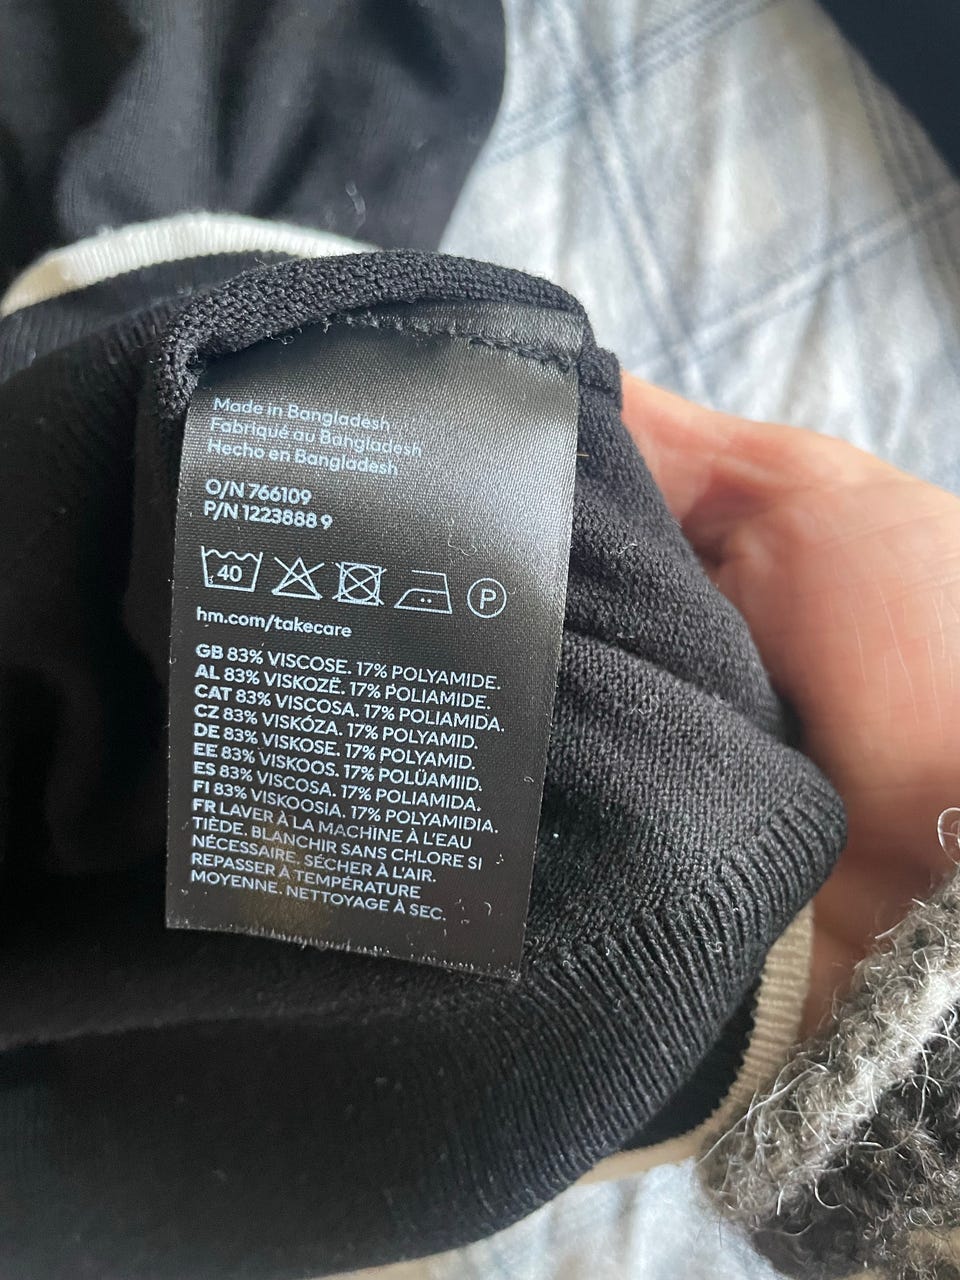 Made in Bangladesh
Fabriqué au Bangladesh
Hecho en Bangladesh
O/N 766109
P/N 1223888 9
40 P
hm.com/takecare
GB 83% VISCOSE. 17% POLYAMIDE.
AL 83% VISKOZË. 17% POLIAMIDE.
CAT 83% VISCOSA. 17% POLIAMIDA.
CZ 83% VISKÓZA. 17% POLYAMID.
DE 83% VISKOSE. 17% POLYAMID.
EE 83% VISKOOS. 17% POLÜAMIID.
ES 83% VISCOSA. 17% POLIAMIDA.
FI 83% VISKOOSIA. 17% POLYAMIDIA.
FR LAVER À LA MACHINE À L'EAU
TIÈDE. BLANCHIR SANS CHLORE SI
NÉCESSAIRE. SÉCHER À L'AIR.
REPASSER À TEMPÉRATURE
MOYENNE. NETTOYAGE À SEC.